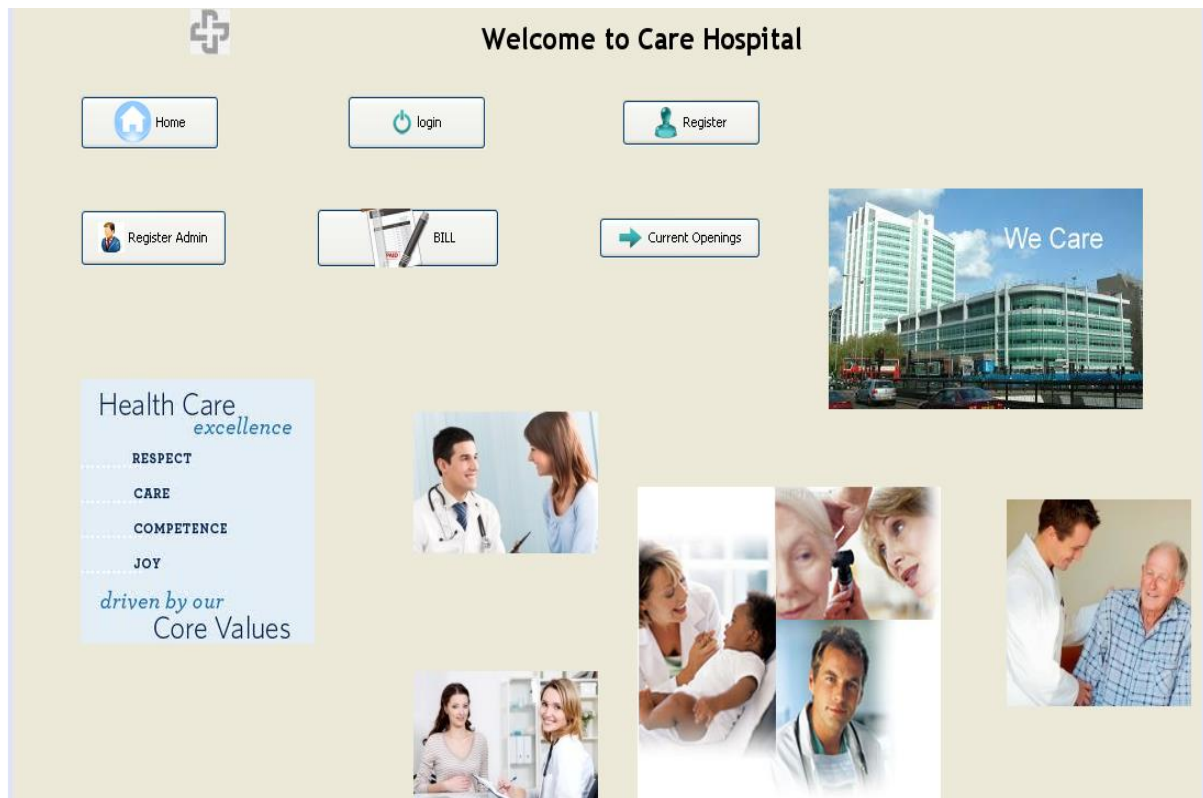 Welcome to Care Hospital
Home
login
Register
Register Admin
BILL
Current Openings
We Care
PAID
Health Care
excellence
RESPECT
CARE
COMPETENCE
JOY
driven by our
Core Values